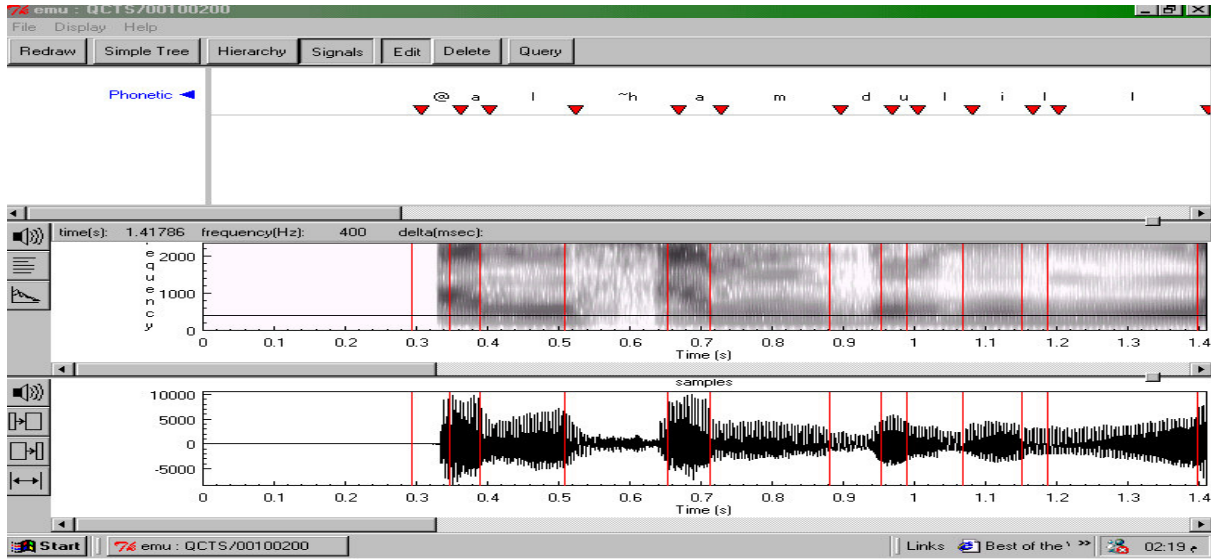 emu : QCTS/00100200
File Display Help
Redraw Simple Tree Hierarchy Signals Edit Delete Query
Phonetic @ a l ~h a m d u l i l l
time(s): 1.41786 frequency(Hz): 400 delta(msec):
equency
2000
1000
0
0 0.1 0.2 0.3 0.4 0.5 0.6 0.7 0.8 0.9 1 1.1 1.2 1.3 1.4
Time (s)
samples
10000
5000
0
-5000
0 0.1 0.2 0.3 0.4 0.5 0.6 0.7 0.8 0.9 1 1.1 1.2 1.3 1.4
Time (s)
Start emu : QCTS/00100200 Links Best of the 02:19 م